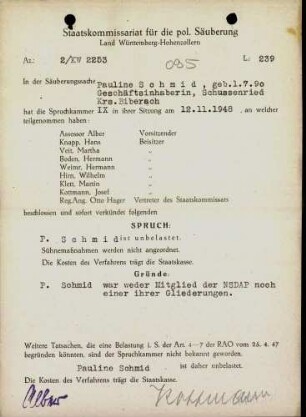 Staatskommissariat für die pol. Säuberung
Land Württemberg-Hohenzollern
Az: 2/XV 2253 095 L: 239
In der Säuberungssache Pauline Schmid, geb.1.7.90
Geschäftsinhaberin, Schussenried
Krs.Biberach
hat die Spruchkammer IX in ihrer Sitzung am 12.11.1948 , an welcher
teilgenommen haben:
Assessor Alber Vorsitzender
Knapp, Hans Beisitzer
Veit, Martha "
Boden, Hermann "
Weimr, Hermann "
Hirn, Wilhelm "
Klett, Martin "
Kottmann, Josef "
Reg.Ang. Otto Hager Vertreter des Staatskommissars
beschlossen und sofort verkündet folgenden
SPRUCH:
P. Schmid ist unbelastet.
Sühnemaßnahmen werden nicht angeordnet.
Die Kosten des Verfahrens trägt die Staatskasse.
Gründe:
P. Schmid war weder Mitglied der NSDAP noch
einer ihrer Gliederungen.
Weitere Tatsachen, die eine Belastung i. S. der Art. 4–7 der RAO vom 26. 4. 47
begründen könnten, sind der Spruchkammer nicht bekannt geworden.
Pauline Schmid ist daher unbelastet.
Die Kosten des Verfahrens trägt die Staatskasse.
Alber Kottmann